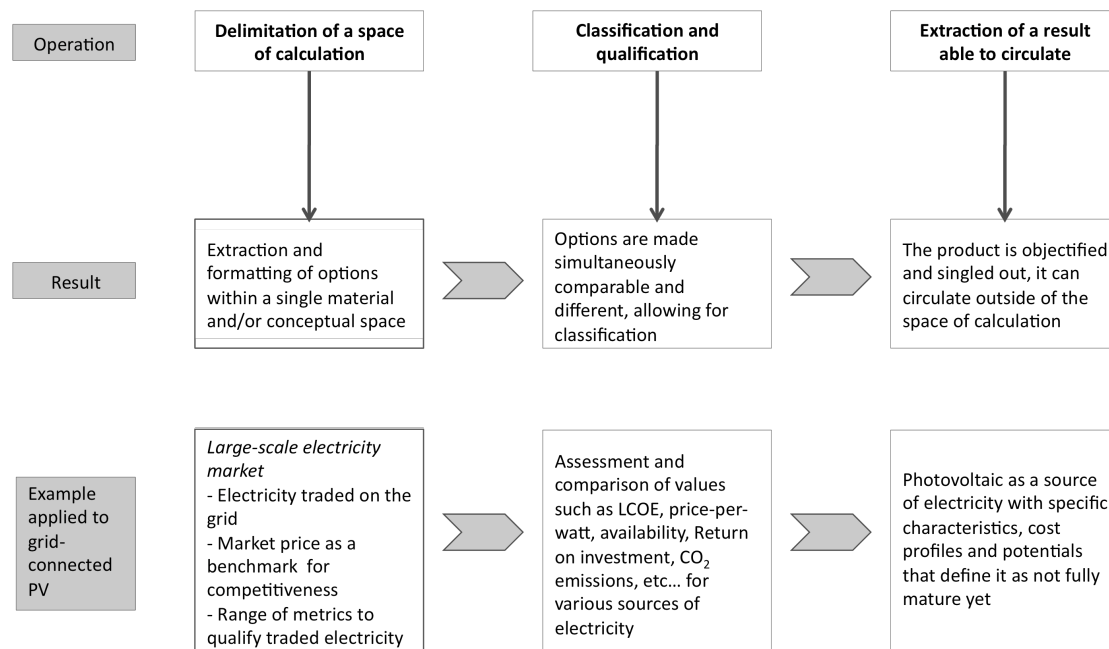 Operation
Delimitation of a space
of calculation
Classification and
qualification
Extraction of a result
able to circulate
Result
Extraction and
formatting of options
within a single material
and/or conceptual space
Options are made
simultaneously
comparable and
different, allowing for
classification
The product is objectified
and singled out, it can
circulate outside of the
space of calculation
Example
applied to
grid-
connected
PV
Large-scale electricity
market
- Electricity traded on the
grid
- Market price as a
benchmark for
competitiveness
- Range of metrics to
qualify traded electricity
Assessment and
comparison of values
such as LCOE, price-per-
watt, availability, Return
on investment, CO₂
emissions, etc… for
various sources of
electricity
Photovoltaic as a source
of electricity with specific
characteristics, cost
profiles and potentials
that define it as not fully
mature yet